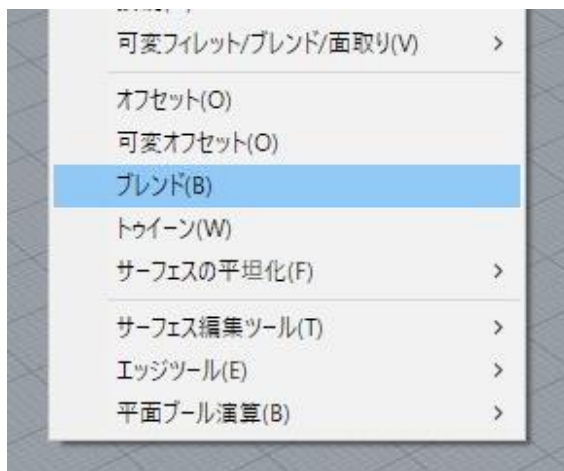 可変フィレット/ブレンド/面取り(V)
オフセット(O)
可変オフセット(O)
ブレンド(B)
トゥイーン(W)
サーフェスの平坦化(F)
サーフェス編集ツール(T)
エッジツール(E)
平面ブール演算(B)